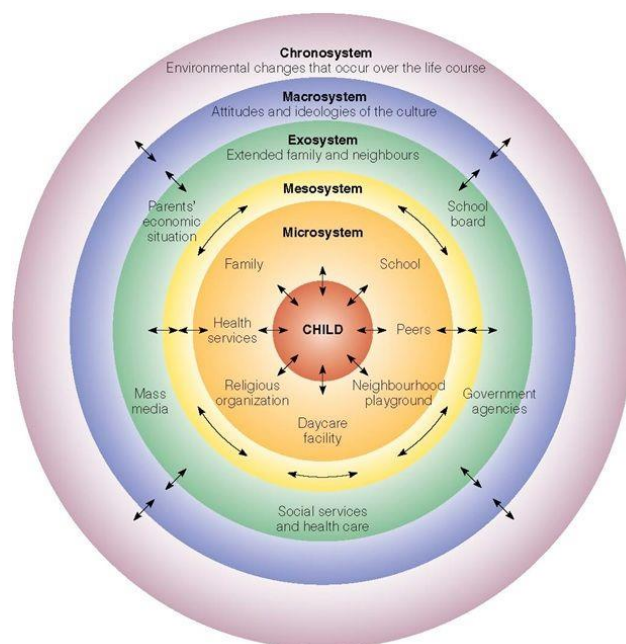 Chronosystem
Environmental changes that occur over the life course
Macrosystem
Attitudes and ideologies of the culture
Exosystem
Extended family and neighbours
Mesosystem
Parents'
economic
situation
School
board
Microsystem
Family
School
Health
services
CHILD
Peers
Religious
organization
Neighbourhood
playground
Mass
media
Government
agencies
Daycare
facility
Social services
and health care